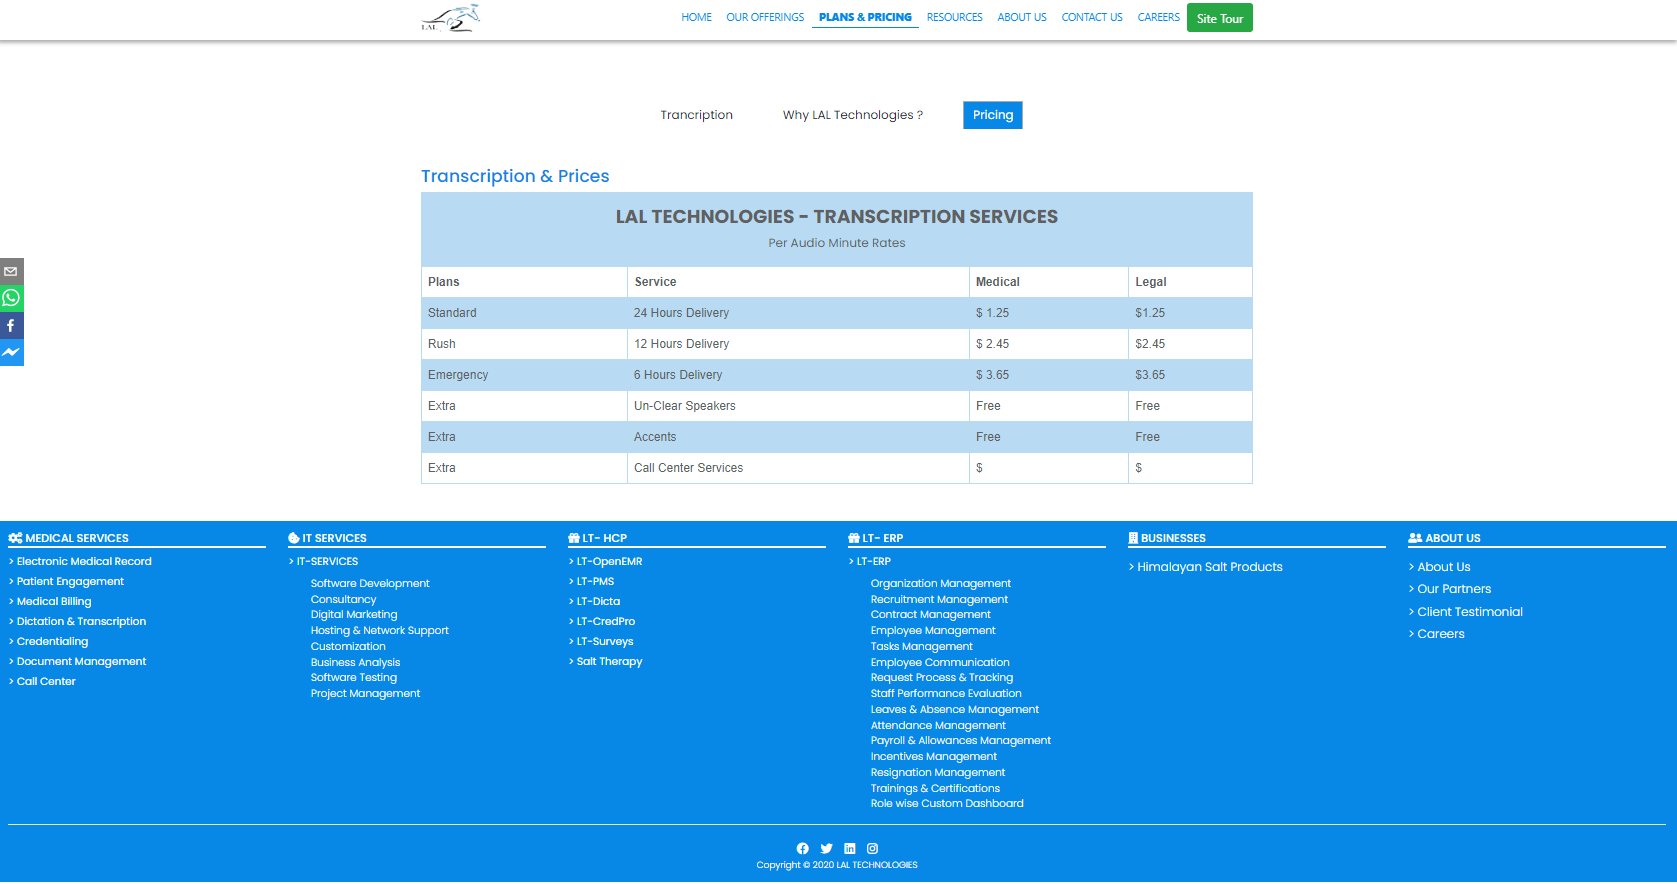 LAL
HOME OUR OFFERINGS PLANS & PRICING RESOURCES ABOUT US CONTACT US CAREERS Site Tour
Trancription Why LAL Technologies ? Pricing
Transcription & Prices
LAL TECHNOLOGIES - TRANSCRIPTION SERVICES
Per Audio Minute Rates
Plans Service Medical Legal
Standard 24 Hours Delivery $ 1.25 $1.25
Rush 12 Hours Delivery $ 2.45 $2.45
Emergency 6 Hours Delivery $ 3.65 $3.65
Extra Un-Clear Speakers Free Free
Extra Accents Free Free
Extra Call Center Services $ $
MEDICAL SERVICES
> Electronic Medical Record
> Patient Engagement
> Medical Billing
> Dictation & Transcription
> Credentialing
> Document Management
> Call Center
IT SERVICES
> IT-SERVICES
Software Development
Consultancy
Digital Marketing
Hosting & Network Support
Customization
Business Analysis
Software Testing
Project Management
LT- HCP
> LT-OpenEMR
> LT-PMS
> LT-Dicta
> LT-CredPro
> LT-Surveys
> Salt Therapy
LT- ERP
> LT-ERP
Organization Management
Recruitment Management
Contract Management
Employee Management
Tasks Management
Employee Communication
Request Process & Tracking
Staff Performance Evaluation
Leaves & Absence Management
Attendance Management
Payroll & Allowances Management
Incentives Management
Resignation Management
Trainings & Certifications
Role wise Custom Dashboard
BUSINESSES
> Himalayan Salt Products
ABOUT US
> About Us
> Our Partners
> Client Testimonial
> Careers
Copyright © 2020 LAL TECHNOLOGIES